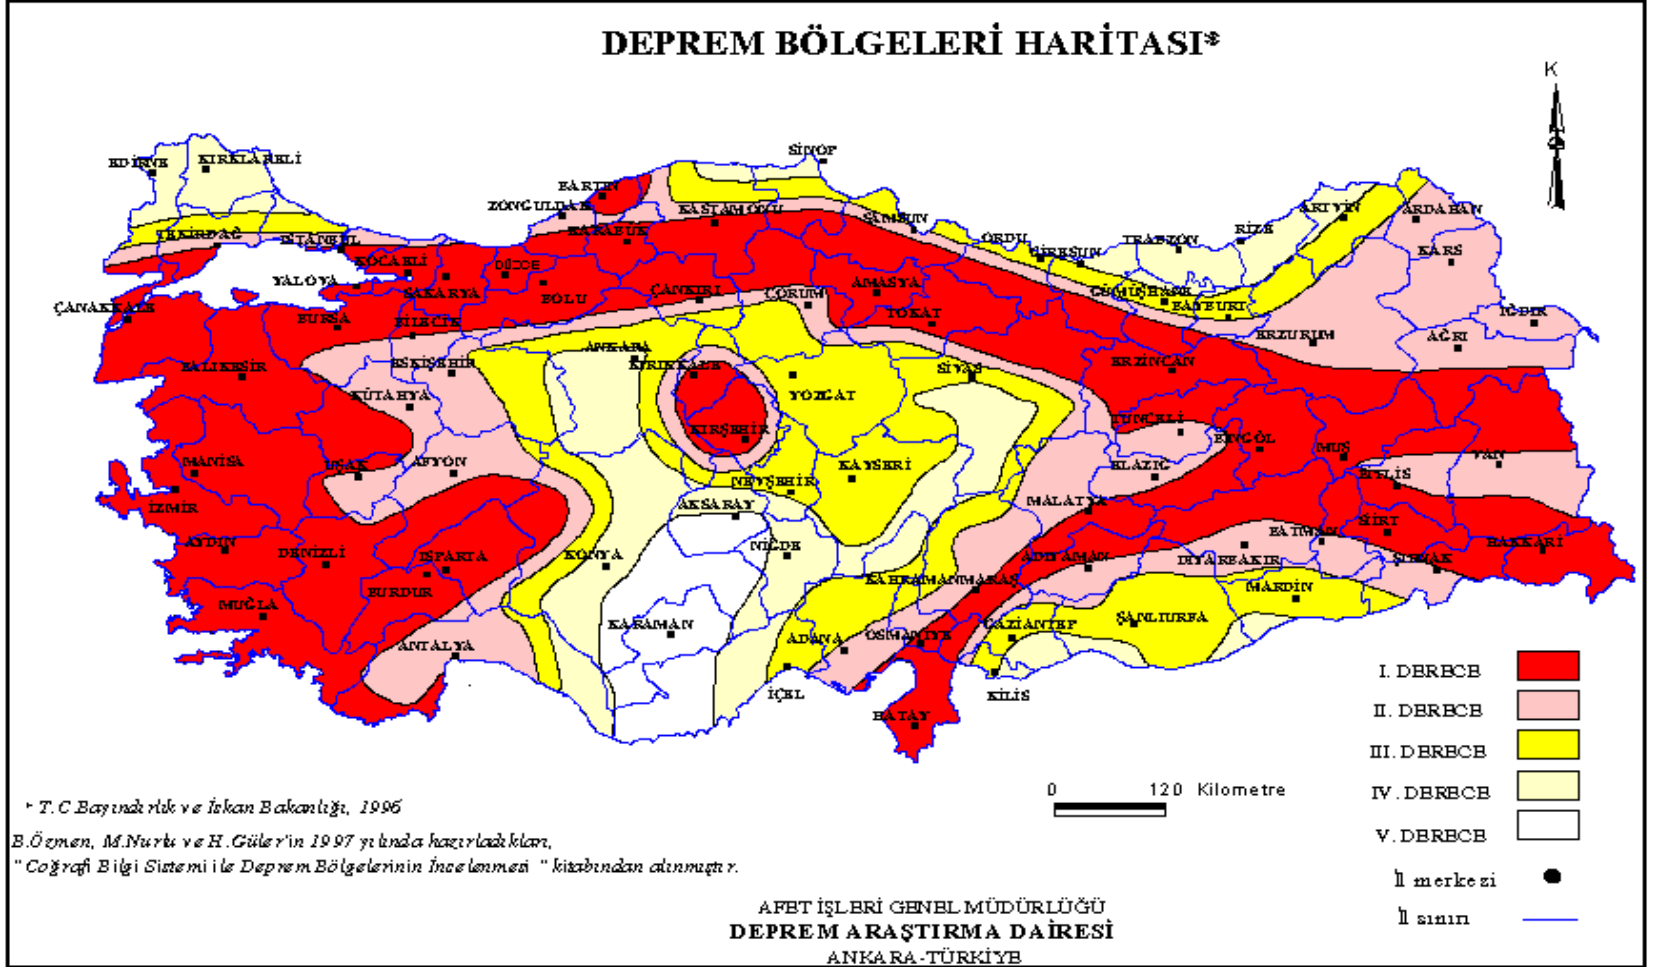 DEPREM BÖLGELERİ HARİTASI*
K
EDİRNE
KIRKLARELİ
SİNOP
BARTIN
ZONGULDAK
KASTAMONU
SAMSUN
ARTVİN
ARDAHAN
TEKİRDAĞ
İSTANBUL
KARABÜK
ORDU
GİRESUN
TRABZON
RİZE
KARS
KOCAELİ
DÜZCE
YALOVA
SAKARYA
BOLU
ÇANKIRI
ÇORUM
AMASYA
GÜMÜŞHANE
BAYBURT
ÇANAKKALE
BURSA
BİLECİK
TOKAT
ERZURUM
IĞDIR
AĞRI
BALIKESİR
ESKİŞEHİR
ANKARA
KIRIKKALE
SİVAS
ERZİNCAN
KÜTAHYA
YOZGAT
TUNCELİ
BİNGÖL
MUŞ
KIRŞEHİR
MANİSA
UŞAK
AFYON
KAYSERİ
ELAZIĞ
VAN
BİTLİS
NEVŞEHİR
İZMİR
AKSARAY
MALATYA
SİİRT
AYDIN
DENİZLİ
ISPARTA
KONYA
NİĞDE
ADIYAMAN
DİYARBAKIR
BATMAN
ŞIRNAK
HAKKARİ
BURDUR
KAHRAMANMARAŞ
MARDİN
MUĞLA
KARAMAN
ADANA
OSMANİYE
GAZİANTEP
ŞANLIURFA
ANTALYA
İÇEL
KİLİS
HATAY
I. DERECE
II. DERECE
III. DERECE
IV. DERECE
V. DERECE
İl merkezi
İl sınırı
0 120 Kilometre
* T.C Bayındırlık ve İskan Bakanlığı, 1996
B.Özmen, M.Nurlu ve H.Güler'in 1997 yılında hazırladıkları,
" Coğrafi Bilgi Sistemi ile Deprem Bölgelerinin İncelenmesi " kitabından alınmıştır.
AFET İŞLERİ GENEL MÜDÜRLÜĞÜ
DEPREM ARAŞTIRMA DAİRESİ
ANKARA-TÜRKİYE